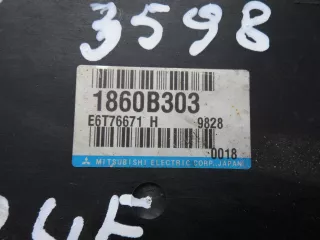 3598
1860B303
E6T76671 H 9828
0018
MITSUBISHI ELECTRIC CORP. JAPAN